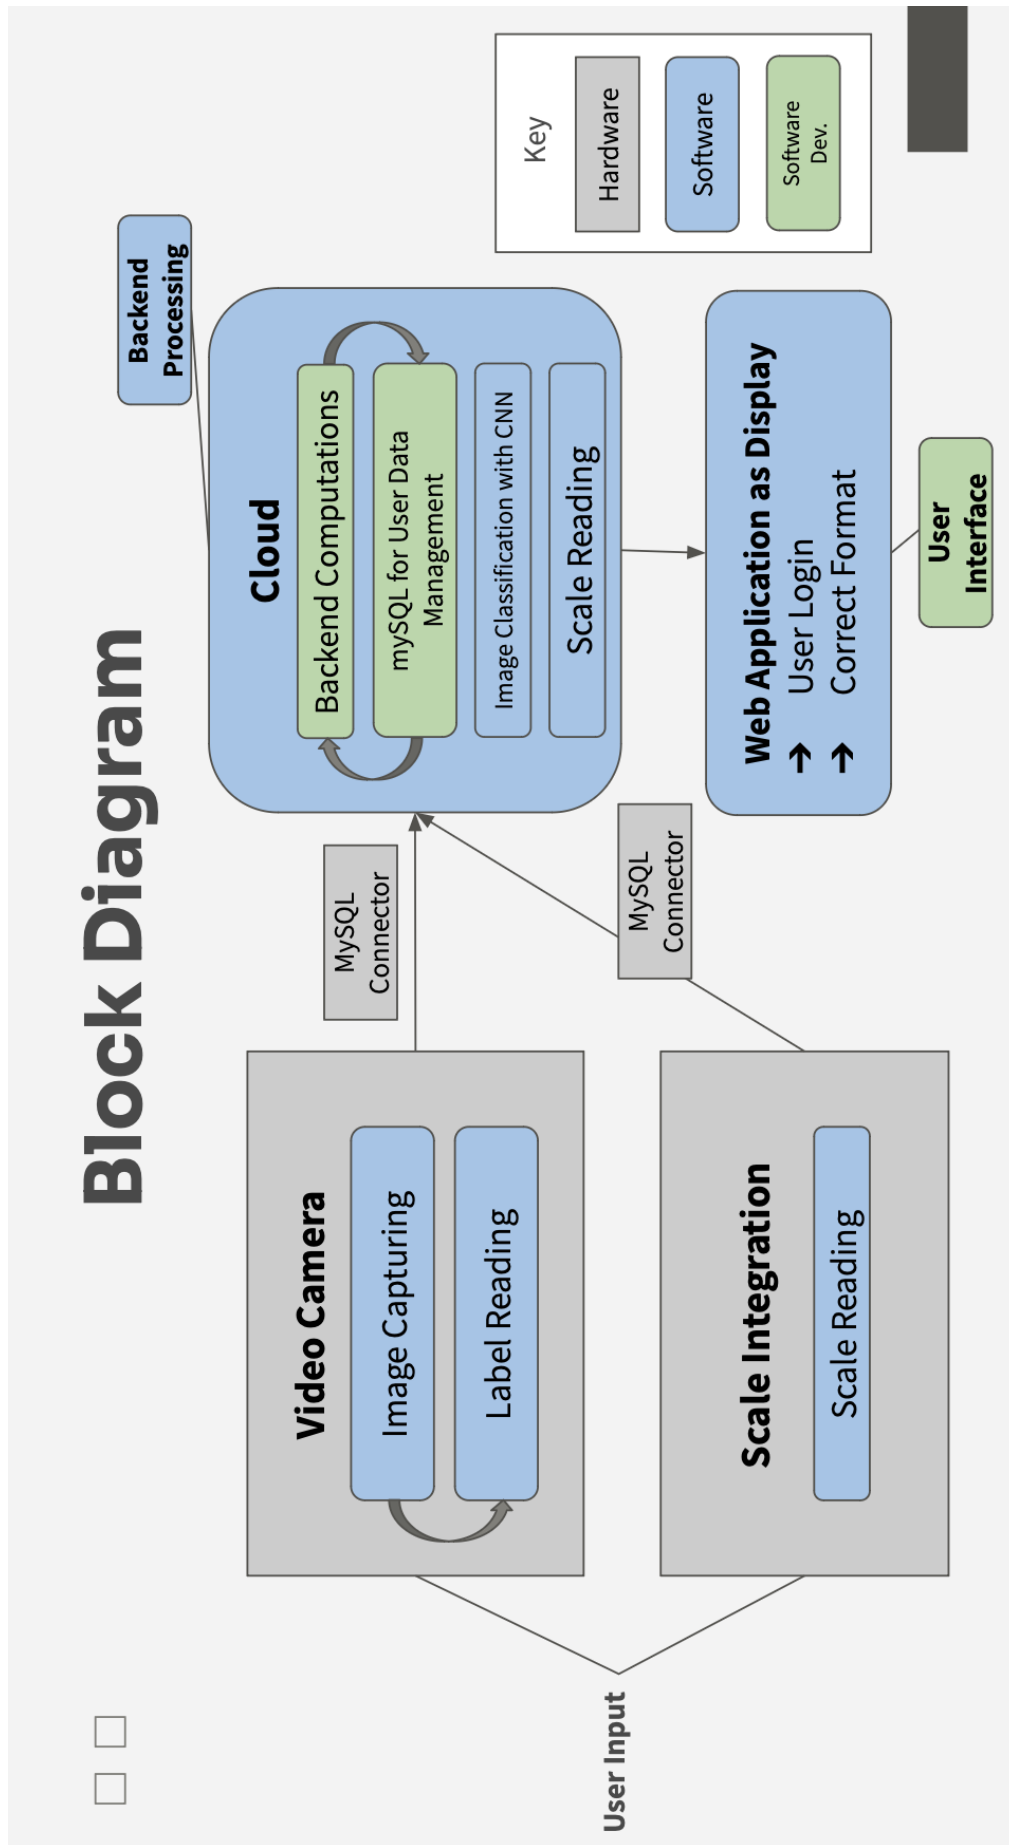 Block Diagram
User Input
Video Camera
Image Capturing
Label Reading
Scale Integration
Scale Reading
MySQL
Connector
MySQL
Connector
Backend
Processing
Cloud
Backend Computations
mySQL for User Data
Management
Image Classification with CNN
Scale Reading
Web Application as Display
➔ User Login
➔ Correct Format
User
Interface
Key
Hardware
Software
Software
Dev.